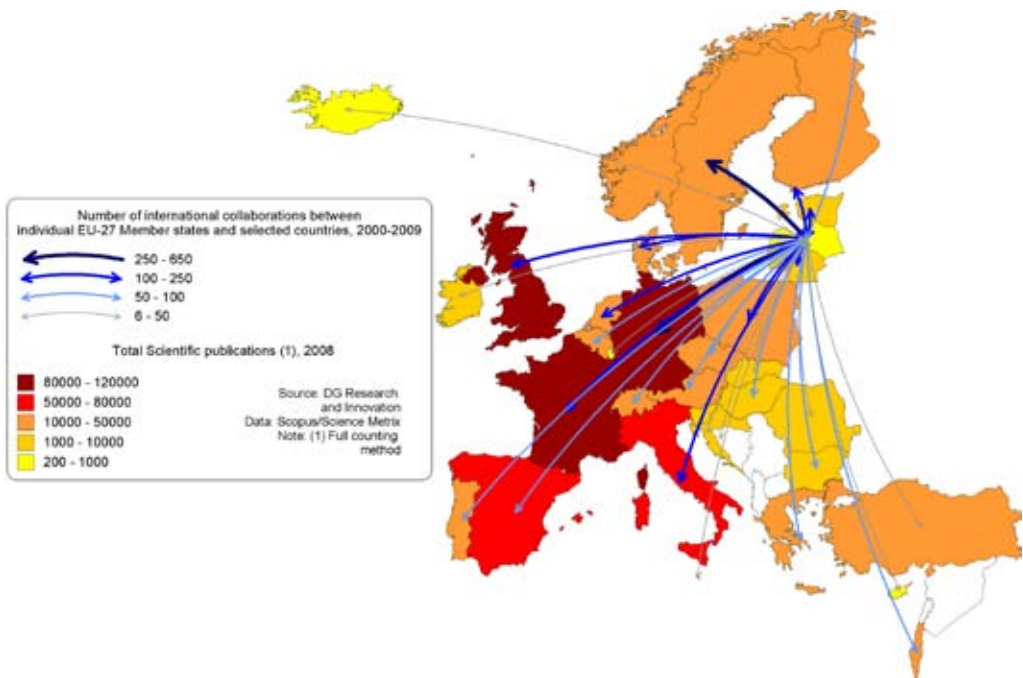 Number of international collaborations between
individual EU-27 Member states and selected countries, 2000-2009
250 - 650
100 - 250
50 - 100
6 - 50
Total Scientific publications (1), 2008
80000 - 120000
50000 - 80000
10000 - 50000
1000 - 10000
200 - 1000
Source: DG Research
and Innovation
Data: Scopus/Science Metrix
Note: (1) Full counting
method